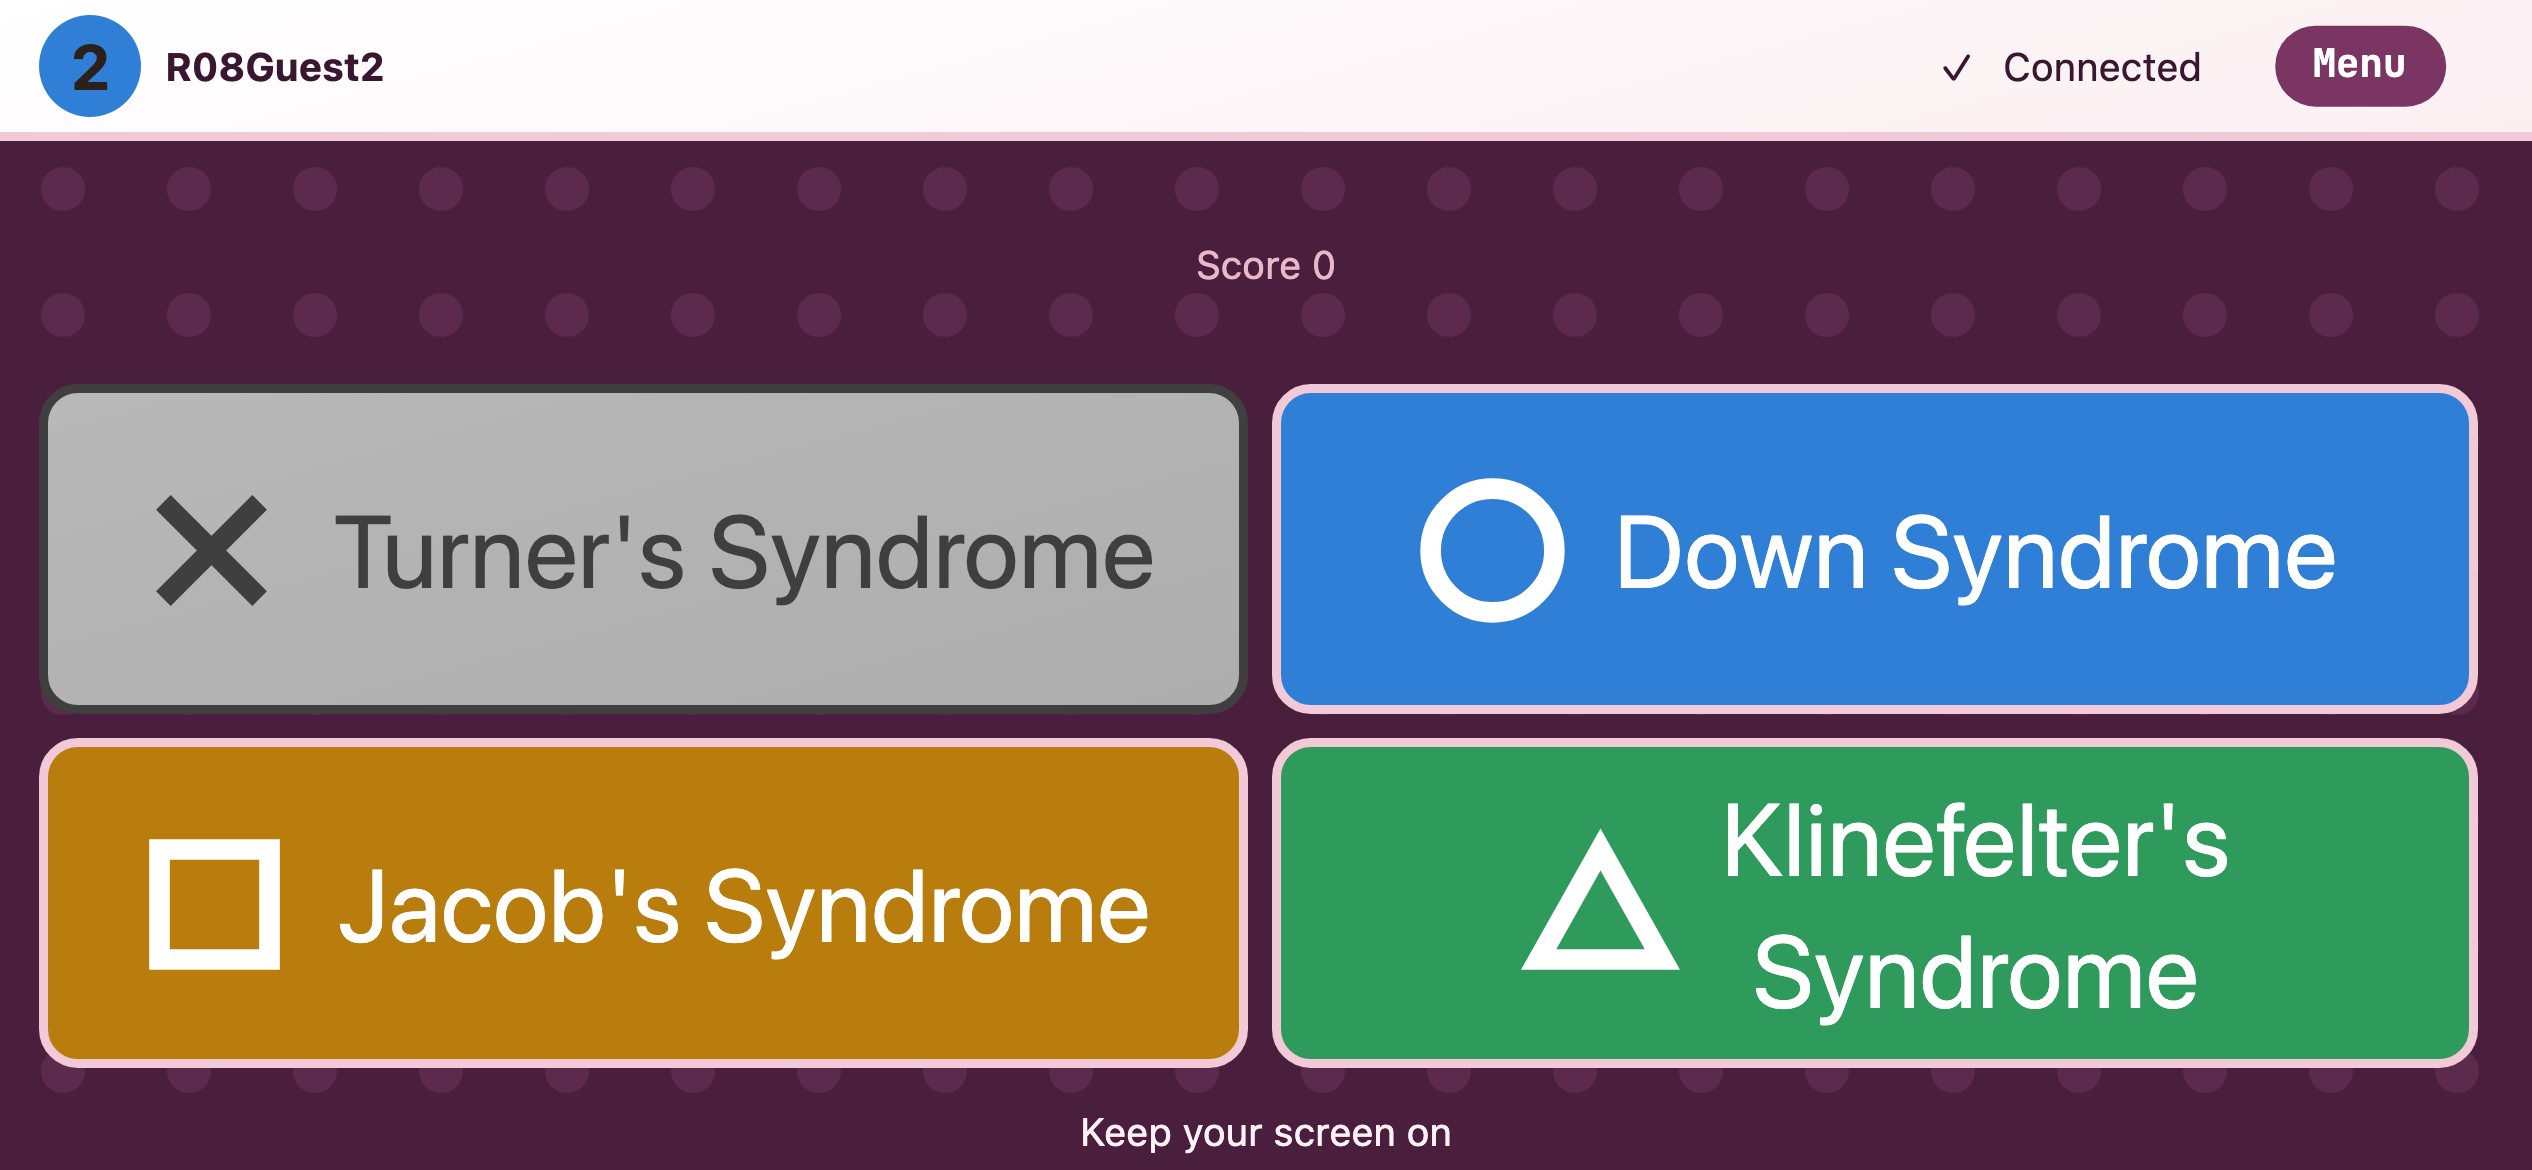 2 R08Guest2 ✓ Connected Menu
Score 0
Turner's Syndrome
Down Syndrome
Jacob's Syndrome
Klinefelter's
Syndrome
Keep your screen on